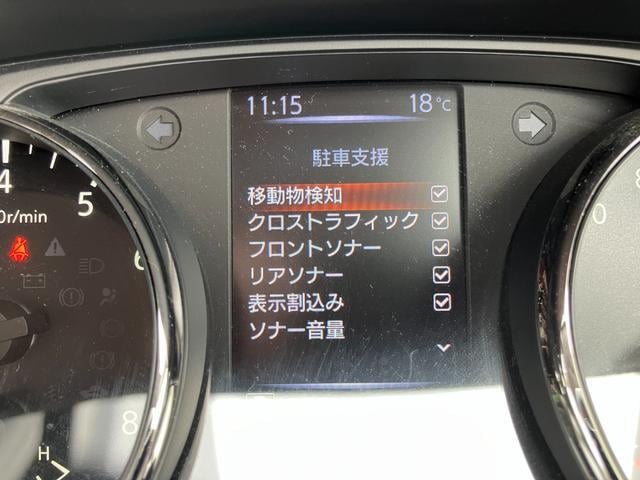 11:15 18℃
駐車支援
移動物検知
クロストラフィック
フロントソナー
リアソナー
表示割込み
ソナー音量
4
5
6
8
0r/min
H
0